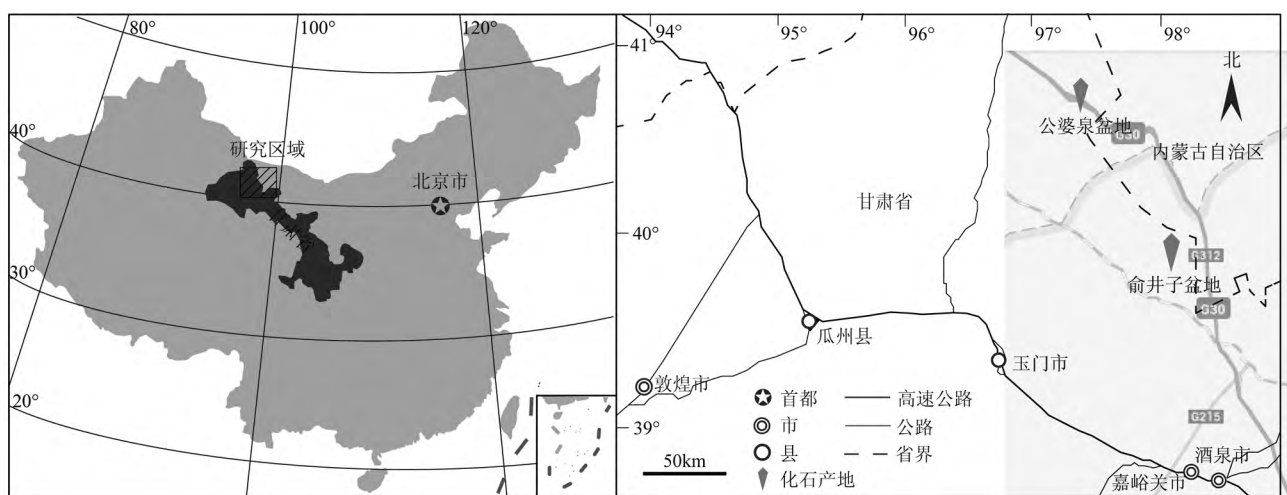 80°
100°
120°
40°
30°
20°
研究区域
北京市
94°
95°
96°
97°
98°
41°
40°
39°
北
公婆泉盆地
G30
内蒙古自治区
甘肃省
G312
俞井子盆地
G30
瓜州县
玉门市
敦煌市
G215
酒泉市
嘉峪关市
首都
市
县
化石产地
高速公路
公路
省界
50km